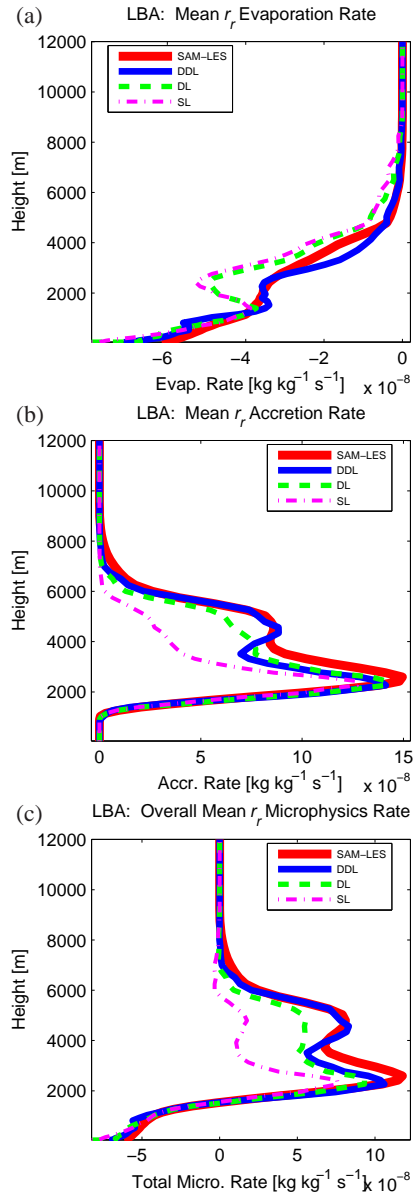 (a)
LBA: Mean r_r Evaporation Rate
12000
10000
8000
6000
4000
2000
Height [m]
SAM−LES
DDL
DL
SL
−6 −4 −2 0
Evap. Rate [kg kg⁻¹ s⁻¹] x 10⁻⁸
(b)
LBA: Mean r_r Accretion Rate
12000
10000
8000
6000
4000
2000
Height [m]
SAM−LES
DDL
DL
SL
0 5 10 15
Accr. Rate [kg kg⁻¹ s⁻¹] x 10⁻⁸
(c)
LBA: Overall Mean r_r Microphysics Rate
12000
10000
8000
6000
4000
2000
Height [m]
SAM−LES
DDL
DL
SL
−5 0 5 10
Total Micro. Rate [kg kg⁻¹ s⁻¹] x 10⁻⁸